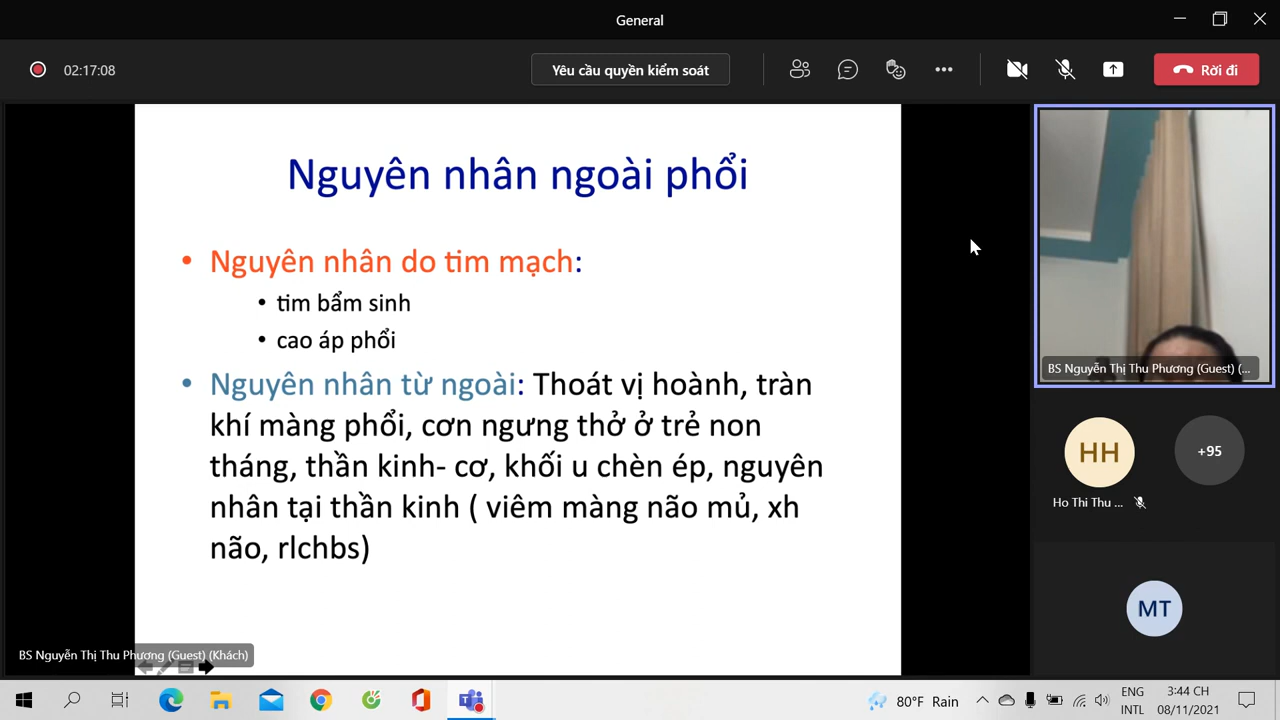 General
02:17:08
Yêu cầu quyền kiểm soát
Rời đi
Nguyên nhân ngoài phổi
• Nguyên nhân do tim mạch:
• tim bẩm sinh
• cao áp phổi
• Nguyên nhân từ ngoài: Thoát vị hoành, tràn
khí màng phổi, cơn ngưng thở ở trẻ non
tháng, thần kinh- cơ, khối u chèn ép, nguyên
nhân tại thần kinh ( viêm màng não mủ, xh
não, rlchbs)
BS Nguyễn Thị Thu Phương (Guest) (Khách)
BS Nguyễn Thị Thu Phương (Guest) (...
HH
+95
Ho Thi Thu ...
MT
80°F Rain
ENG
INTL
3:44 CH
08/11/2021